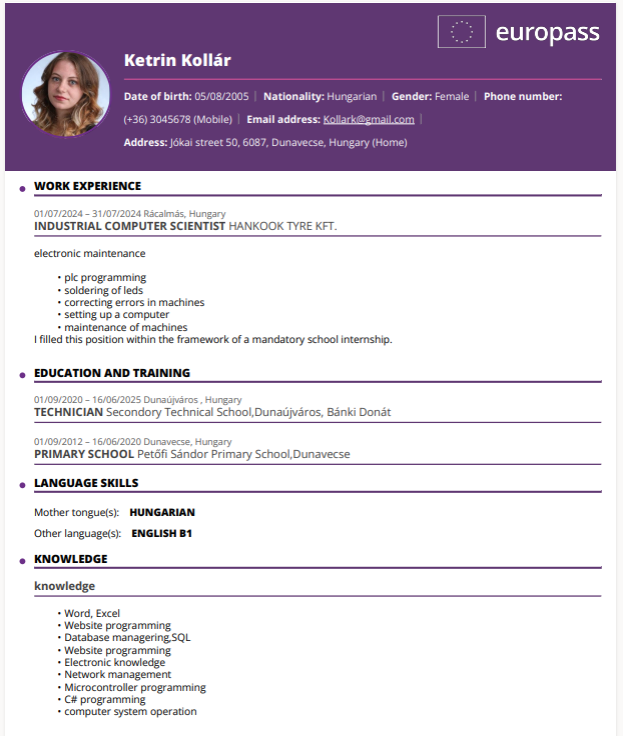 europass
Ketrin Kollár
Date of birth: 05/08/2005 | Nationality: Hungarian | Gender: Female | Phone number:
(+36) 3045678 (Mobile) | Email address: Kollark@gmail.com |
Address: Jókai street 50, 6087, Dunavecse, Hungary (Home)
WORK EXPERIENCE
01/07/2024 – 31/07/2024 Rácalmás, Hungary
INDUSTRIAL COMPUTER SCIENTIST HANKOOK TYRE KFT.
electronic maintenance
• plc programming
• soldering of leds
• correcting errors in machines
• setting up a computer
• maintenance of machines
I filled this position within the framework of a mandatory school internship.
EDUCATION AND TRAINING
01/09/2020 – 16/06/2025 Dunaújváros , Hungary
TECHNICIAN Secondory Technical School,Dunaújváros, Bánki Donát
01/09/2012 – 16/06/2020 Dunavecse, Hungary
PRIMARY SCHOOL Petőfi Sándor Primary School,Dunavecse
LANGUAGE SKILLS
Mother tongue(s): HUNGARIAN
Other language(s): ENGLISH B1
KNOWLEDGE
knowledge
• Word, Excel
• Website programming
• Database managering,SQL
• Website programming
• Electronic knowledge
• Network management
• Microcontroller programming
• C# programming
• computer system operation